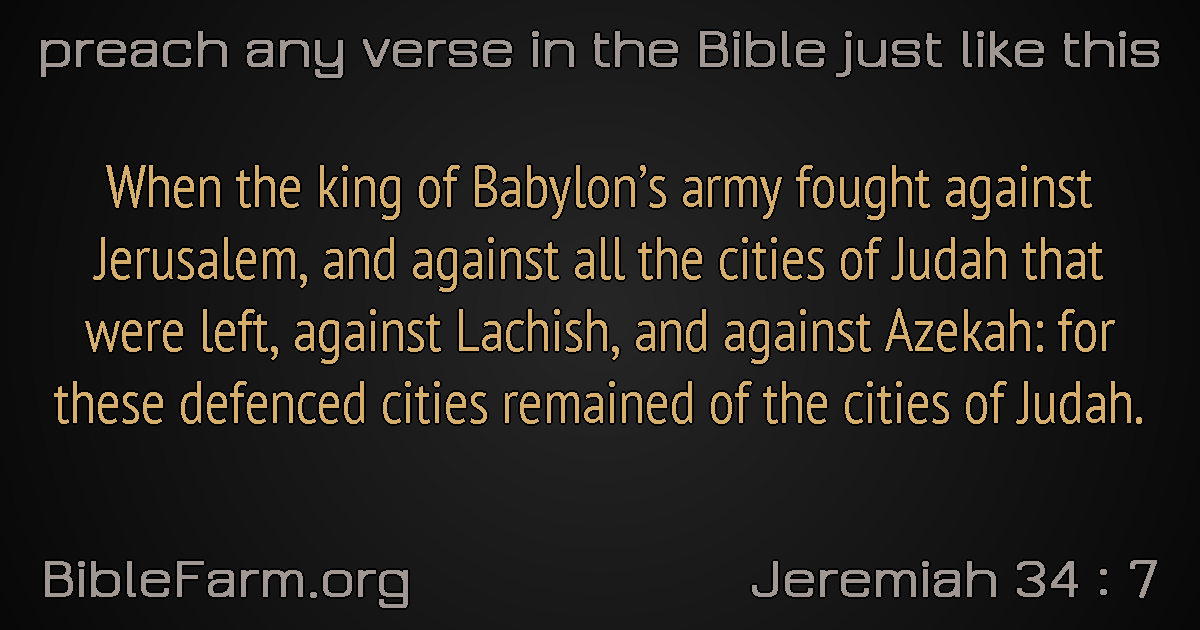 preach any verse in the Bible just like this
When the king of Babylon’s army fought against
Jerusalem, and against all the cities of Judah that
were left, against Lachish, and against Azekah: for
these defenced cities remained of the cities of Judah.
BibleFarm.org
Jeremiah 34 : 7